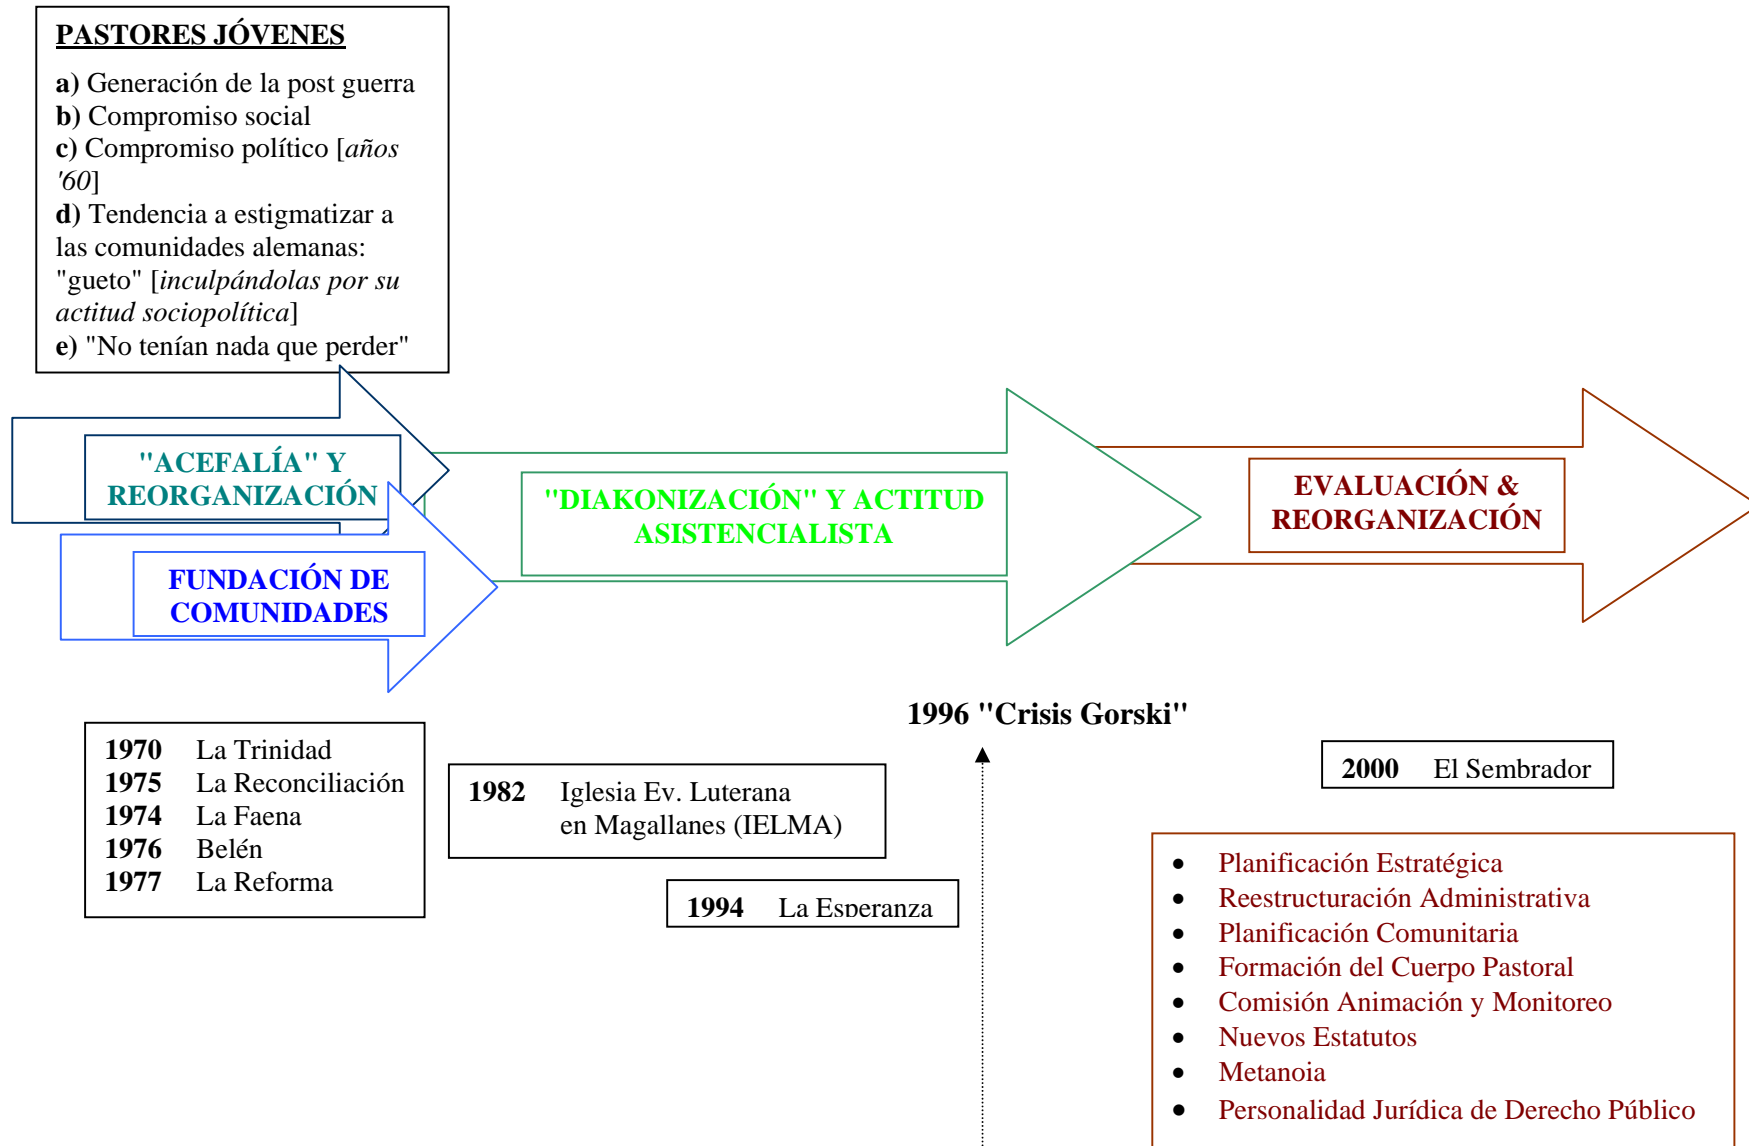 PASTORES JÓVENES
a) Generación de la post guerra
b) Compromiso social
c) Compromiso político [años
'60]
d) Tendencia a estigmatizar a
las comunidades alemanas:
"gueto" [inculpándolas por su
actitud sociopolítica]
e) "No tenían nada que perder"
"ACEFALÍA" Y
REORGANIZACIÓN
FUNDACIÓN DE
COMUNIDADES
"DIAKONIZACIÓN" Y ACTITUD
ASISTENCIALISTA
EVALUACIÓN &
REORGANIZACIÓN
1970 La Trinidad
1975 La Reconciliación
1974 La Faena
1976 Belén
1977 La Reforma
1982 Iglesia Ev. Luterana
en Magallanes (IELMA)
1994 La Esperanza
1996 "Crisis Gorski"
2000 El Sembrador
• Planificación Estratégica
• Reestructuración Administrativa
• Planificación Comunitaria
• Formación del Cuerpo Pastoral
• Comisión Animación y Monitoreo
• Nuevos Estatutos
• Metanoia
• Personalidad Jurídica de Derecho Público